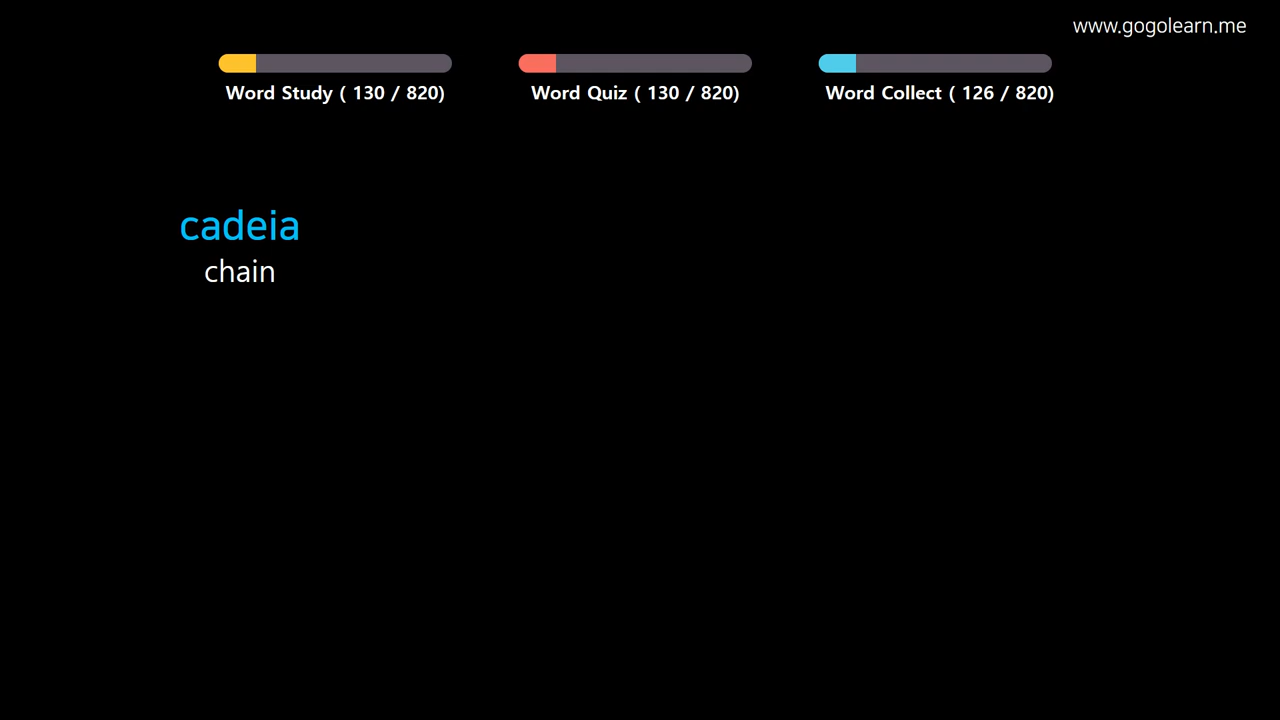 www.gogolearn.me
Word Study ( 130 / 820)
Word Quiz ( 130 / 820)
Word Collect ( 126 / 820)
cadeia
chain